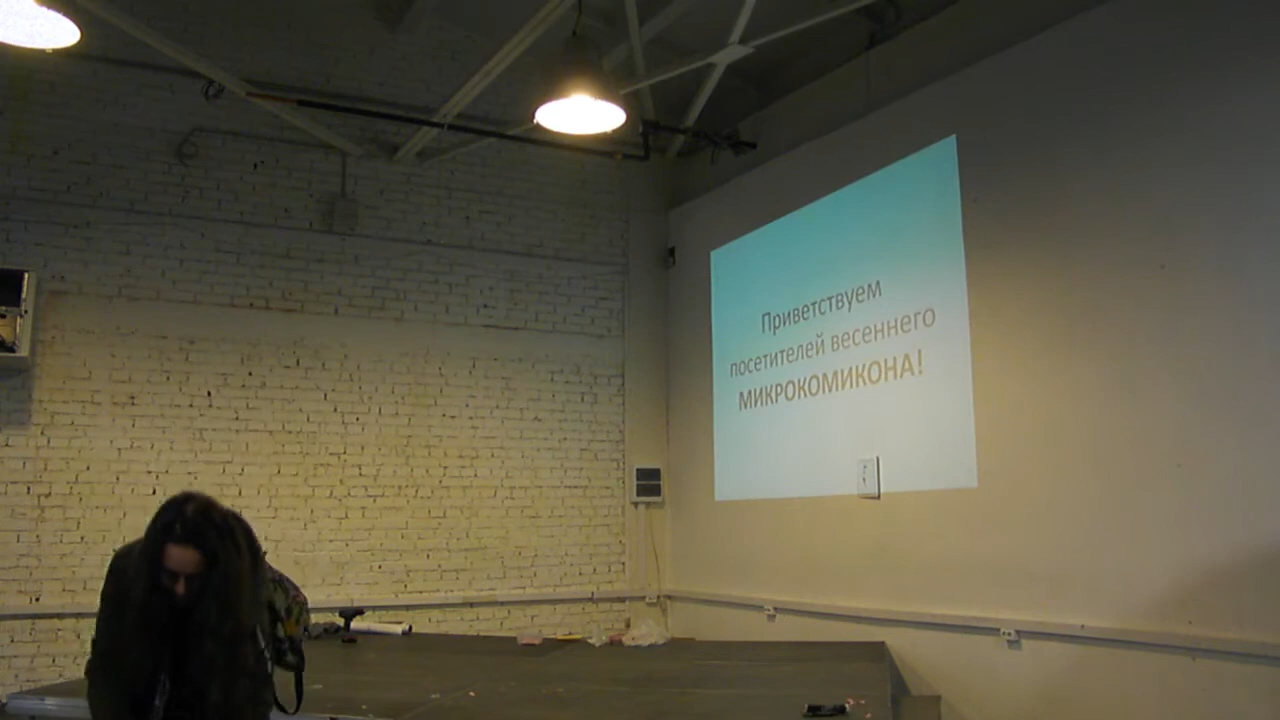 Приветствуем
посетителей весеннего
МИКРОКОМИКОНА!